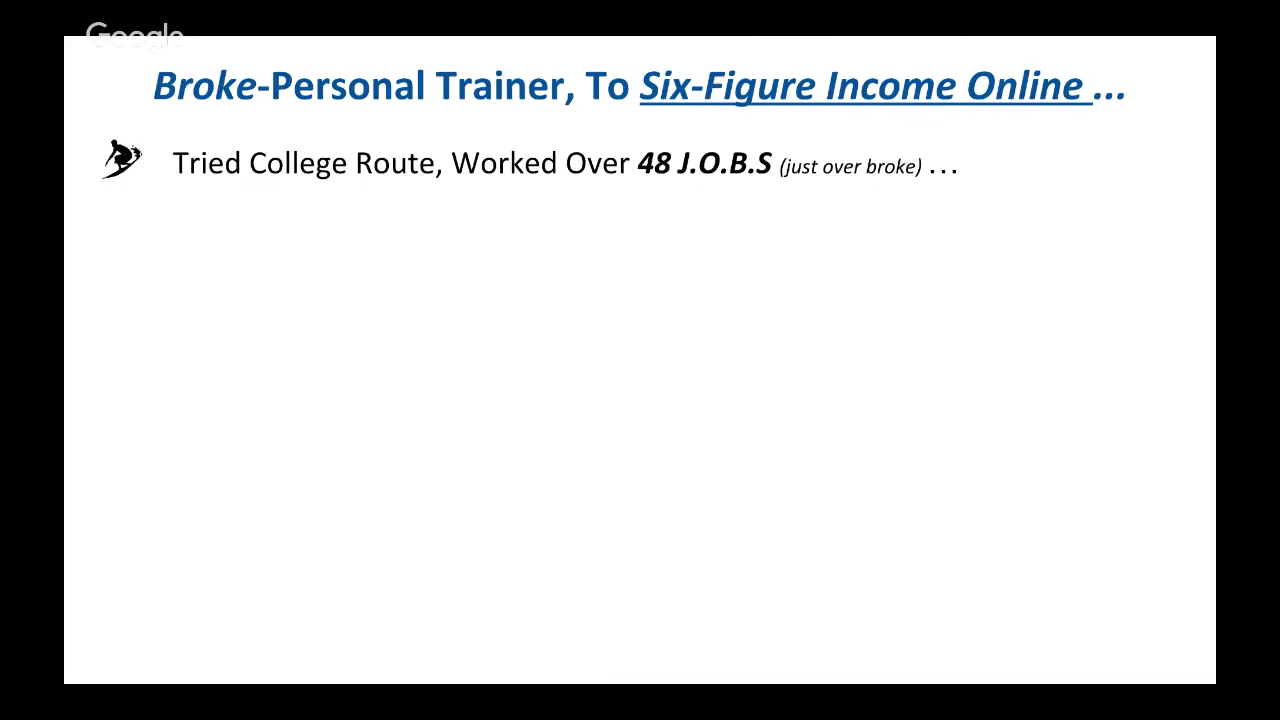 Google
Broke-Personal Trainer, To Six-Figure Income Online ...
Tried College Route, Worked Over 48 J.O.B.S (just over broke) ...